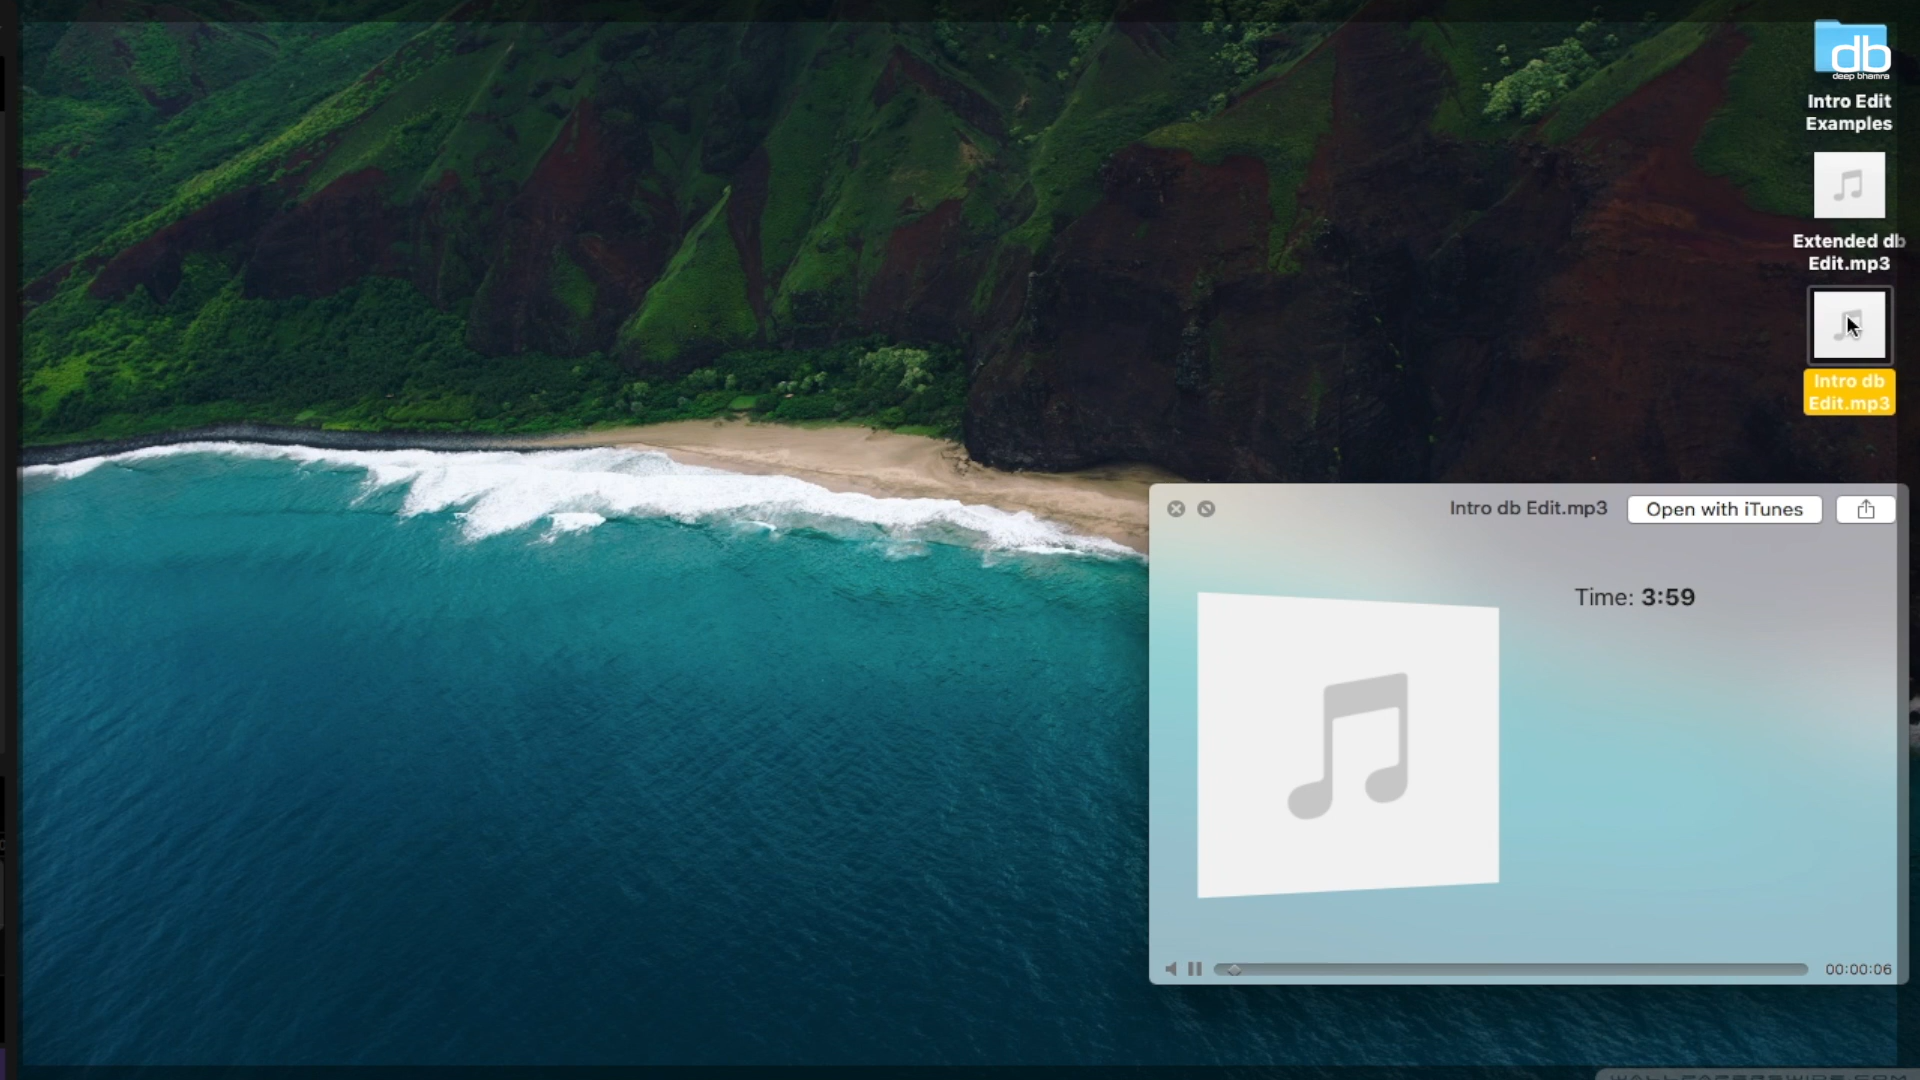 db
deep bhamra
Intro Edit
Examples
Extended db
Edit.mp3
Intro db
Edit.mp3
Intro db Edit.mp3
Open with iTunes
Time: 3:59
00:00:06